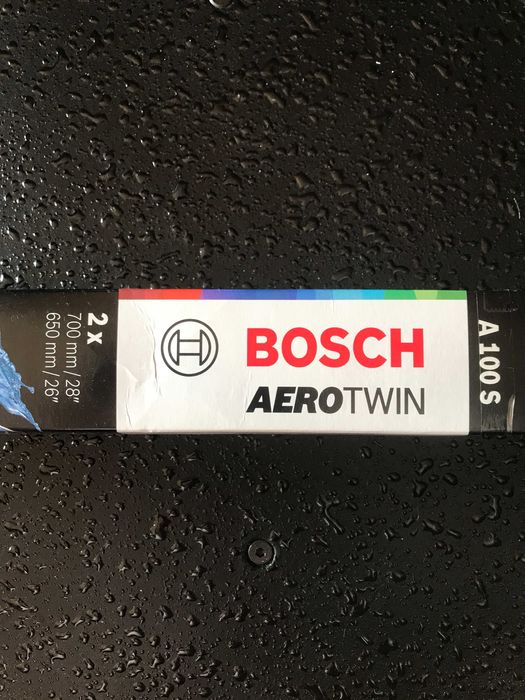 2 x
700 mm / 28"
650 mm / 26"
BOSCH
AEROTWIN
A 100 S